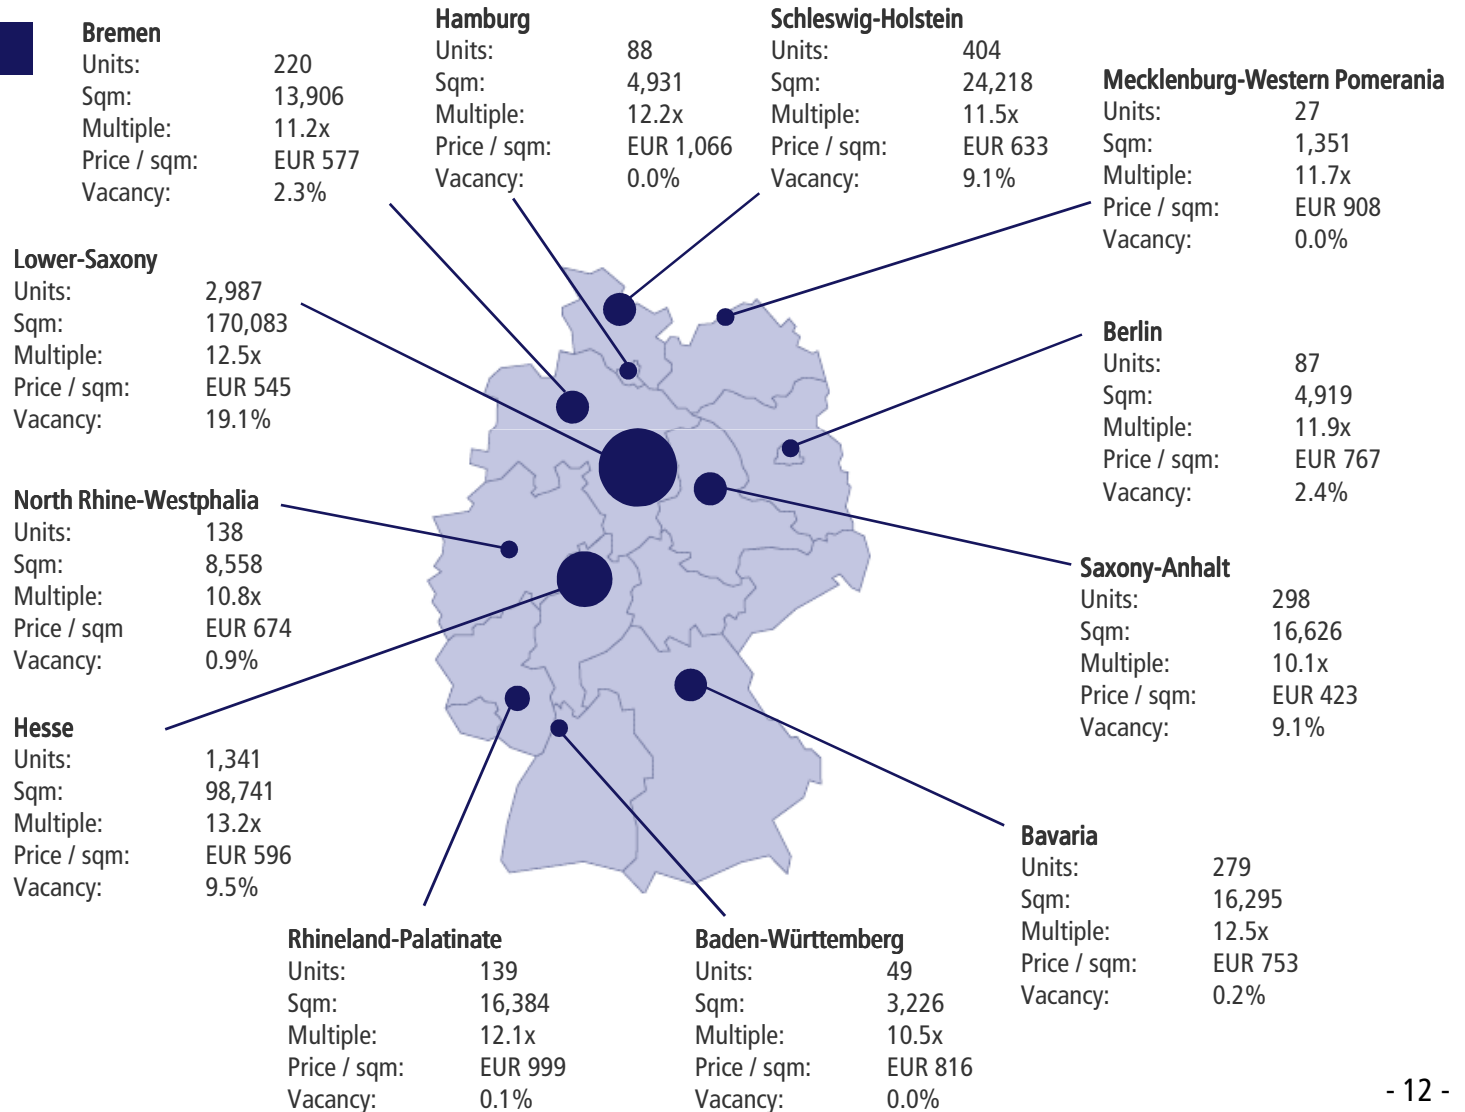 Bremen
Units: 220
Sqm: 13,906
Multiple: 11.2x
Price / sqm: EUR 577
Vacancy: 2.3%
Hamburg
Units: 88
Sqm: 4,931
Multiple: 12.2x
Price / sqm: EUR 1,066
Vacancy: 0.0%
Schleswig-Holstein
Units: 404
Sqm: 24,218
Multiple: 11.5x
Price / sqm: EUR 633
Vacancy: 9.1%
Mecklenburg-Western Pomerania
Units: 27
Sqm: 1,351
Multiple: 11.7x
Price / sqm: EUR 908
Vacancy: 0.0%
Lower-Saxony
Units: 2,987
Sqm: 170,083
Multiple: 12.5x
Price / sqm: EUR 545
Vacancy: 19.1%
Berlin
Units: 87
Sqm: 4,919
Multiple: 11.9x
Price / sqm: EUR 767
Vacancy: 2.4%
North Rhine-Westphalia
Units: 138
Sqm: 8,558
Multiple: 10.8x
Price / sqm EUR 674
Vacancy: 0.9%
Saxony-Anhalt
Units: 298
Sqm: 16,626
Multiple: 10.1x
Price / sqm: EUR 423
Vacancy: 9.1%
Hesse
Units: 1,341
Sqm: 98,741
Multiple: 13.2x
Price / sqm: EUR 596
Vacancy: 9.5%
Bavaria
Units: 279
Sqm: 16,295
Multiple: 12.5x
Price / sqm: EUR 753
Vacancy: 0.2%
Rhineland-Palatinate
Units: 139
Sqm: 16,384
Multiple: 12.1x
Price / sqm: EUR 999
Vacancy: 0.1%
Baden-Württemberg
Units: 49
Sqm: 3,226
Multiple: 10.5x
Price / sqm: EUR 816
Vacancy: 0.0%
- 12 -